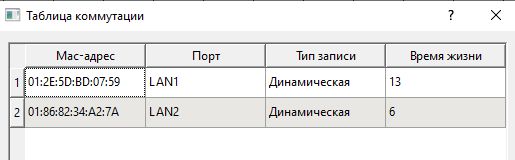 Таблица коммутации
? ×
Mac-адрес Порт Тип записи Время жизни
1 01:2E:5D:BD:07:59 LAN1 Динамическая 13
2 01:86:82:34:A2:7A LAN2 Динамическая 6